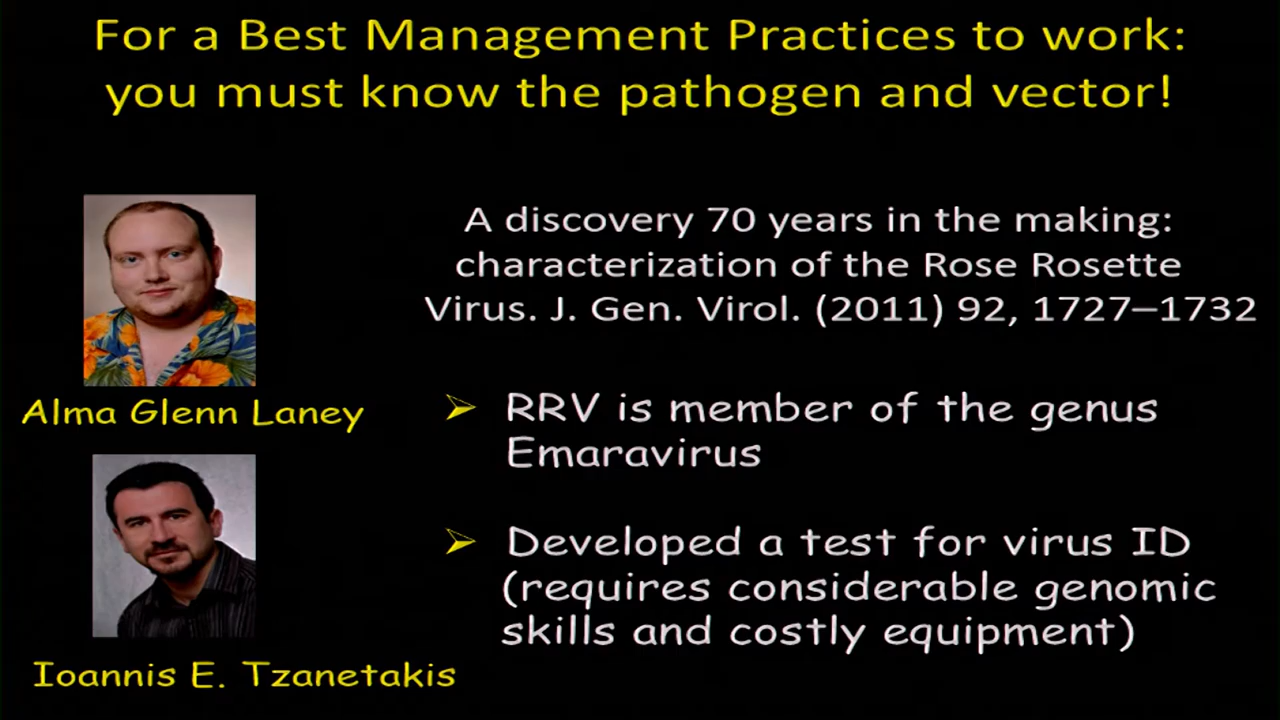 For a Best Management Practices to work:
you must know the pathogen and vector!
A discovery 70 years in the making:
characterization of the Rose Rosette
Virus. J. Gen. Virol. (2011) 92, 1727–1732
Alma Glenn Laney
➢ RRV is member of the genus
Emaravirus
➢ Developed a test for virus ID
(requires considerable genomic
skills and costly equipment)
Ioannis E. Tzanetakis